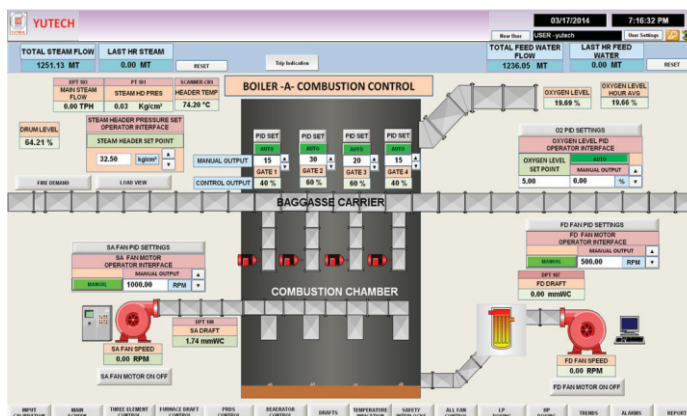 YUTECH
03/17/2014
7:16:32 PM
New User
USER -yutech
User Settings
TOTAL STEAM FLOW
1251.13 MT
LAST HR STEAM
0.00 MT
RESET
Trip Indication
TOTAL FEED WATER FLOW
1236.05 MT
LAST HR FEED WATER
0.00 MT
RESET
DPT 103
MAIN STEAM FLOW
0.00 TPH
PT 103
STEAM HD PRES
0.03 Kg/cm²
SCANNER-CH1
HEADER TEMP
74.20 °C
BOILER -A- COMBUSTION CONTROL
OXYGEN LEVEL
19.69 %
OXYGEN LEVEL HOUR AVG
19.66 %
DRUM LEVEL
64.21 %
STEAM HEADER PRESSURE SET OPERATOR INTERFACE
STEAM HEADER SET POINT
32.50 kg/cm²
FIRE DEMAND
LOAD VIEW
PID SET PID SET PID SET PID SET
AUTO AUTO AUTO AUTO
MANUAL OUTPUT 15 30 20 15
GATE 1 GATE 2 GATE 3 GATE 4
CONTROL OUTPUT 40 % 60 % 60 % 40 %
O2 PID SETTINGS
OXYGEN LEVEL PID OPERATOR INTERFACE
OXYGEN LEVEL SET POINT
AUTO
MANUAL OUTPUT
5.00 0.00 %
BAGGASSE CARRIER
SA FAN PID SETTINGS
SA FAN MOTOR OPERATOR INTERFACE
MANUAL OUTPUT
MANUAL 1000.00 RPM
FD FAN PID SETTINGS
FD FAN MOTOR OPERATOR INTERFACE
MANUAL OUTPUT
MANUAL 500.00 RPM
FD DRAFT
0.00 mmWC
COMBUSTION CHAMBER
SA DRAFT
1.74 mmWC
SA FAN SPEED
0.00 RPM
SA FAN MOTOR ON OFF
FD FAN SPEED
0.00 RPM
FD FAN MOTOR ON OFF
INPUT
MAIN
THREE ELEMENT
FURNACE DRAFT
PRDS
DEAERATOR
DRAFTS
TEMPERATURE
SAFETY
ALL FAN
LP
HP
TRENDS
ALARMS
REPORT